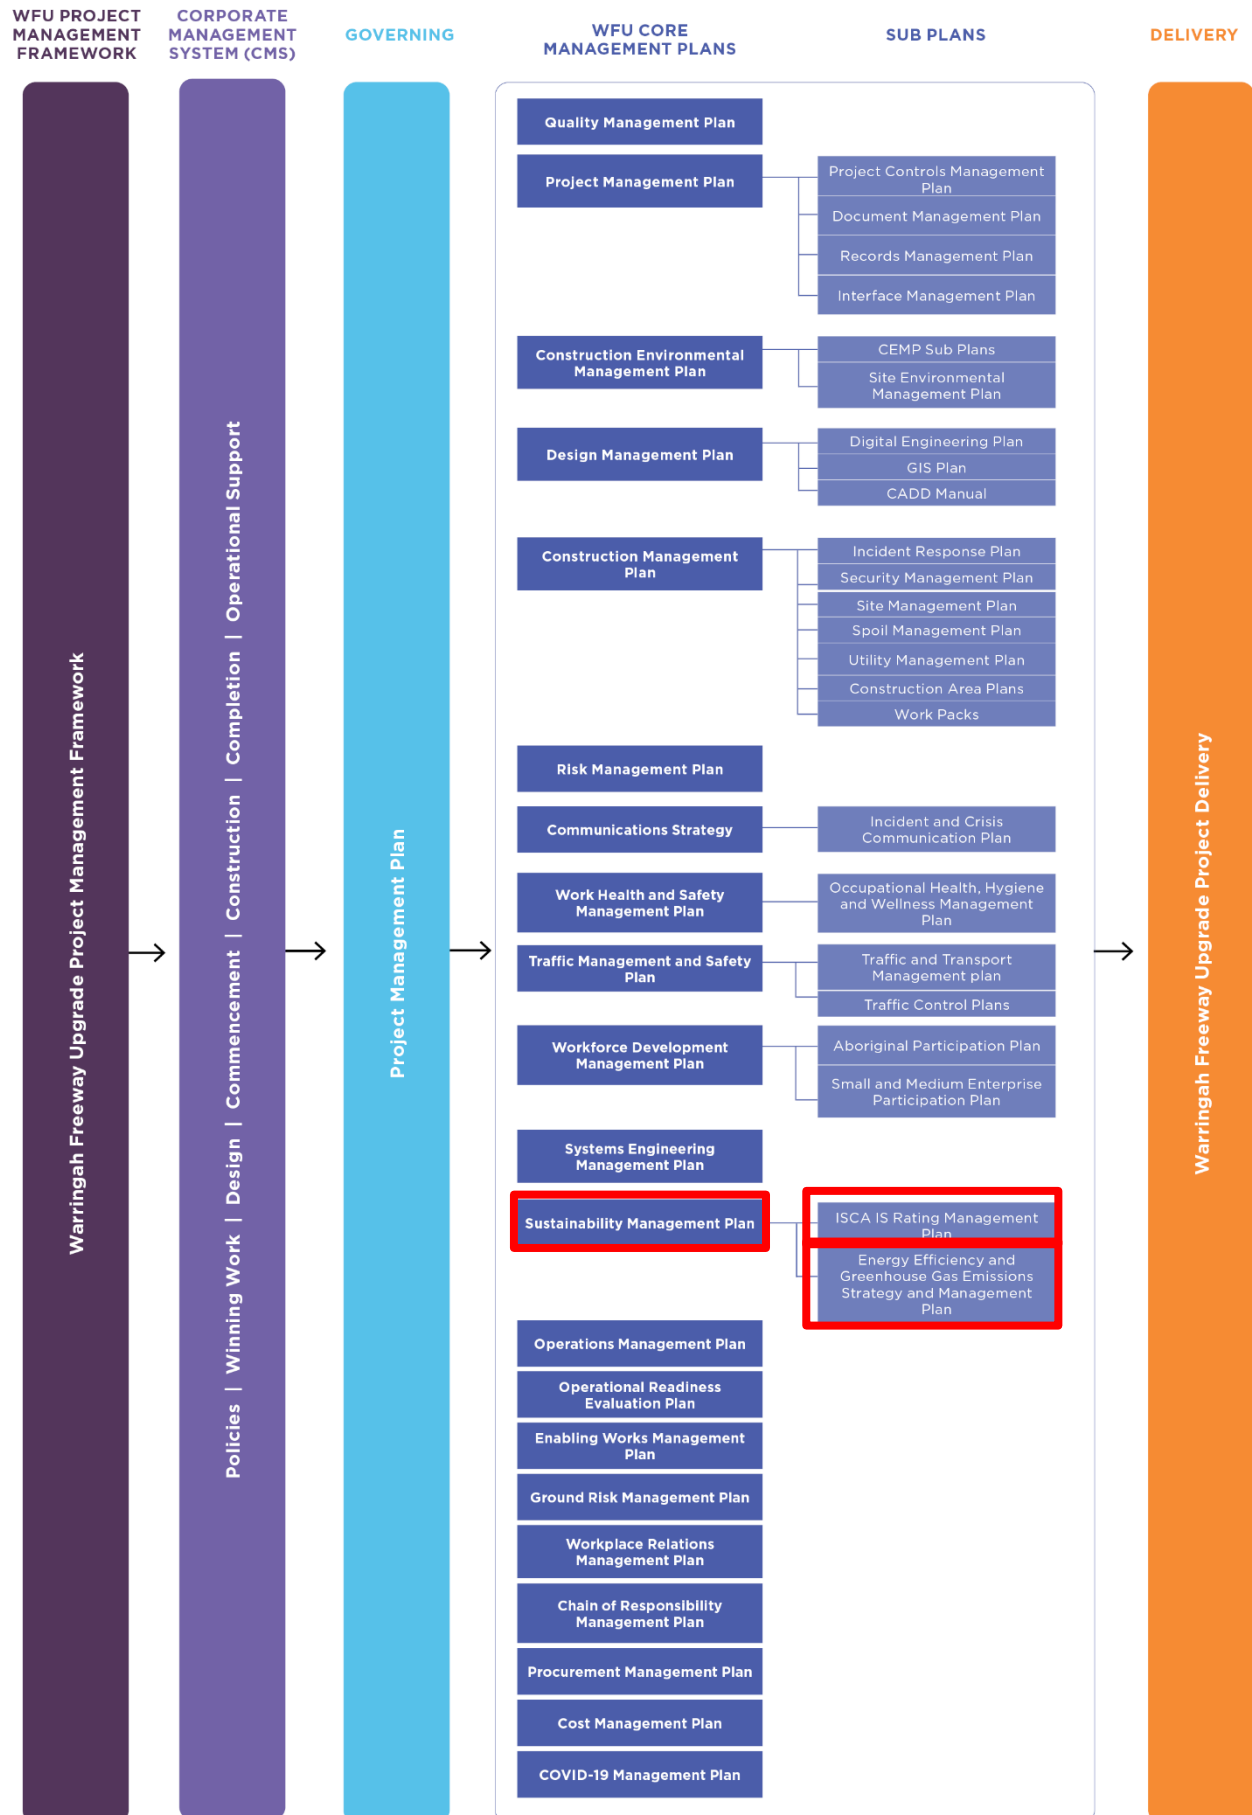 WFU PROJECT
MANAGEMENT
FRAMEWORK
CORPORATE
MANAGEMENT
SYSTEM (CMS)
GOVERNING
WFU CORE
MANAGEMENT PLANS
SUB PLANS
DELIVERY
Warringah Freeway Upgrade Project Management Framework
Policies | Winning Work | Design | Commencement | Construction | Completion | Operational Support
Project Management Plan
Quality Management Plan
Project Management Plan
Project Controls Management
Plan
Document Management Plan
Records Management Plan
Interface Management Plan
Construction Environmental
Management Plan
CEMP Sub Plans
Site Environmental
Management Plan
Design Management Plan
Digital Engineering Plan
GIS Plan
CADD Manual
Construction Management
Plan
Incident Response Plan
Security Management Plan
Site Management Plan
Spoil Management Plan
Utility Management Plan
Construction Area Plans
Work Packs
Risk Management Plan
Communications Strategy
Incident and Crisis
Communication Plan
Work Health and Safety
Management Plan
Occupational Health, Hygiene
and Wellness Management
Plan
Traffic Management and Safety
Plan
Traffic and Transport
Management plan
Traffic Control Plans
Workforce Development
Management Plan
Aboriginal Participation Plan
Small and Medium Enterprise
Participation Plan
Systems Engineering
Management Plan
Sustainability Management Plan
ISCA IS Rating Management
Plan
Energy Efficiency and
Greenhouse Gas Emissions
Strategy and Management
Plan
Operations Management Plan
Operational Readiness
Evaluation Plan
Enabling Works Management
Plan
Ground Risk Management Plan
Workplace Relations
Management Plan
Chain of Responsibility
Management Plan
Procurement Management Plan
Cost Management Plan
COVID-19 Management Plan
Warringah Freeway Upgrade Project Delivery